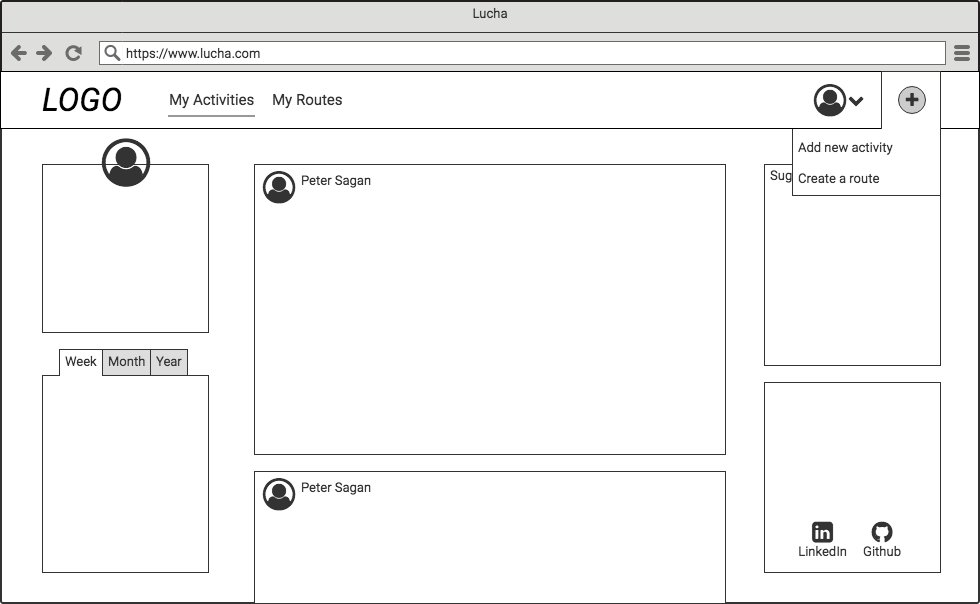 Lucha
https://www.lucha.com
LOGO
My Activities
My Routes
Add new activity
Create a route
Peter Sagan
Sug
Week
Month
Year
Peter Sagan
LinkedIn
Github